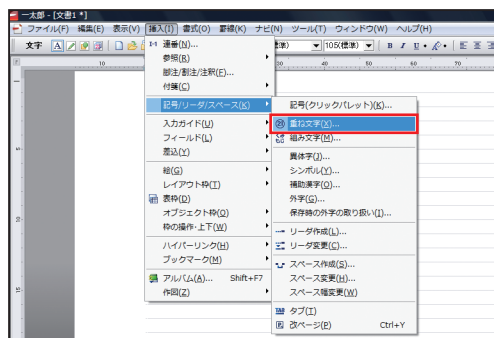 一太郎 - [文書1 *]
ファイル(F) 編集(E) 表示(V) 挿入(I) 書式(O) 罫線(K) ナビ(N) ツール(T) ウィンドウ(W) ヘルプ(H)
文字
標準)
105(標準)
B I U
10
30 40 50 60 70
連番(N)...
参照(R)
脚注/割注/注釈(F)...
付箋(C)
記号/リーダ/スペース(K)
入力ガイド(U)
フィールド(L)
差込(Y)
絵(G)
レイアウト枠(T)
表枠(D)
オブジェクト枠(Q)
枠の操作・上下(W)
ハイパーリンク(H)
ブックマーク(M)
アルバム(A)... Shift+F7
作図(Z)
記号(クリックパレット)(K)...
重ね文字(X)...
組み文字(M)...
異体字(J)...
シンボル(Y)...
補助漢字(O)...
外字(G)...
保存時の外字の取り扱い(I)...
リーダ作成(L)...
リーダ変更(C)...
スペース作成(S)...
スペース変更(H)...
スペース幅変更(W)
タブ(T)
改ページ(P) Ctrl+Y